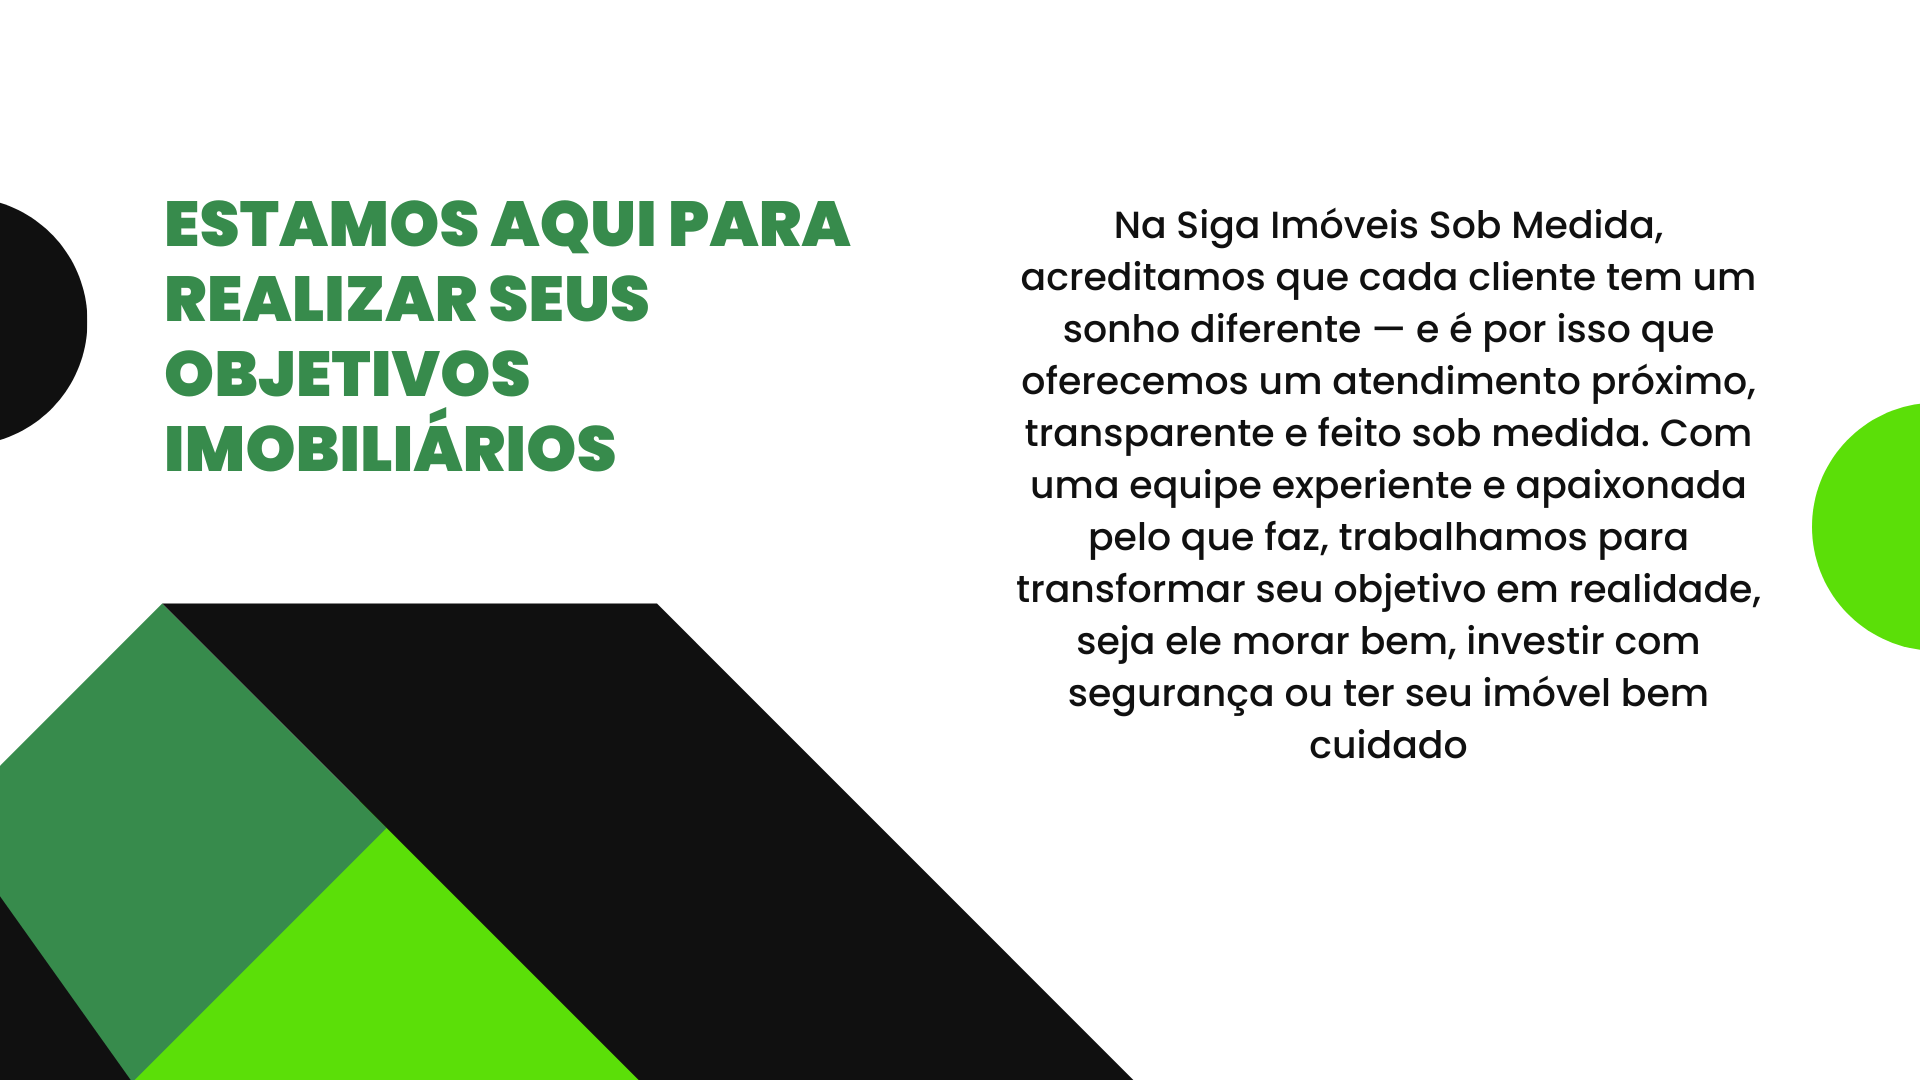 ESTAMOS AQUI PARA
REALIZAR SEUS
OBJETIVOS
IMOBILIÁRIOS
Na Siga Imóveis Sob Medida,
acreditamos que cada cliente tem um
sonho diferente — e é por isso que
oferecemos um atendimento próximo,
transparente e feito sob medida. Com
uma equipe experiente e apaixonada
pelo que faz, trabalhamos para
transformar seu objetivo em realidade,
seja ele morar bem, investir com
segurança ou ter seu imóvel bem
cuidado